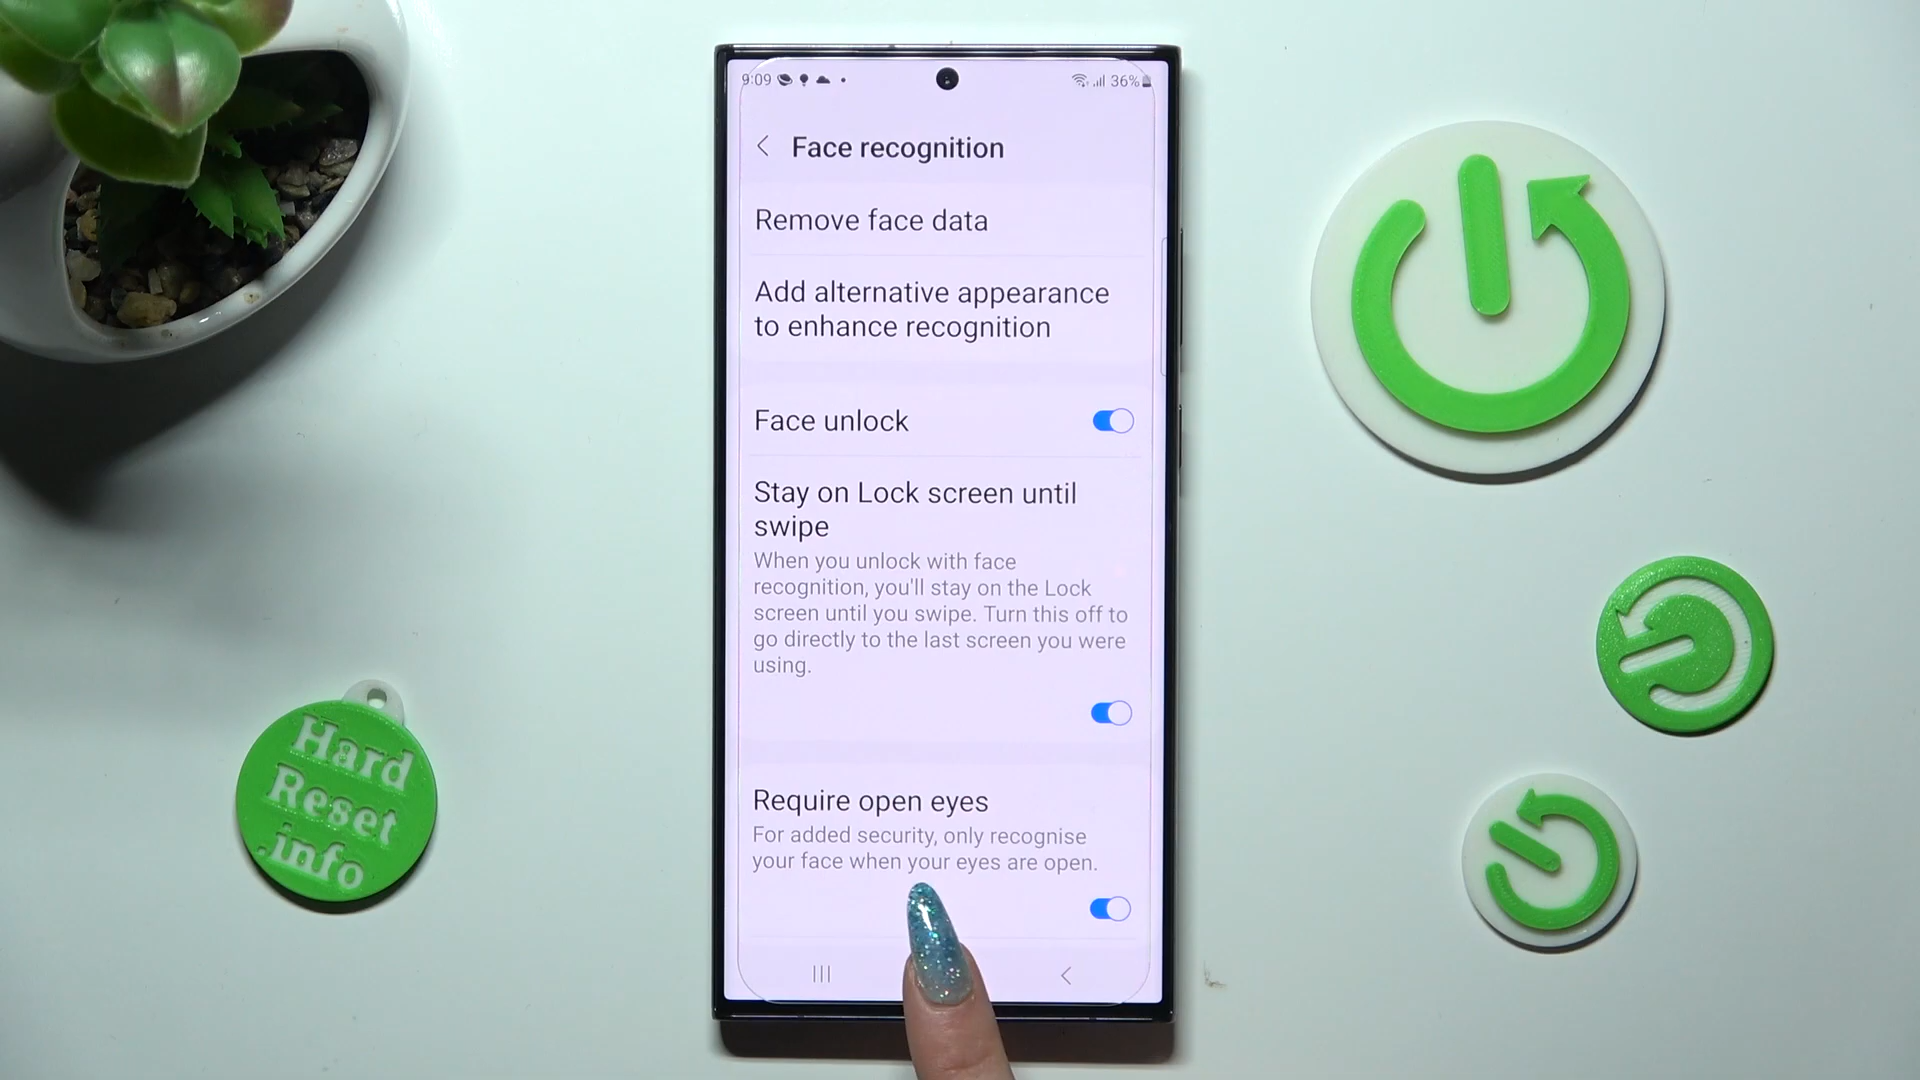 9:09
36%
Face recognition
Remove face data
Add alternative appearance
to enhance recognition
Face unlock
Stay on Lock screen until
swipe
When you unlock with face
recognition, you'll stay on the Lock
screen until you swipe. Turn this off to
go directly to the last screen you were
using.
Require open eyes
For added security, only recognise
your face when your eyes are open.
Hard
Reset
.info